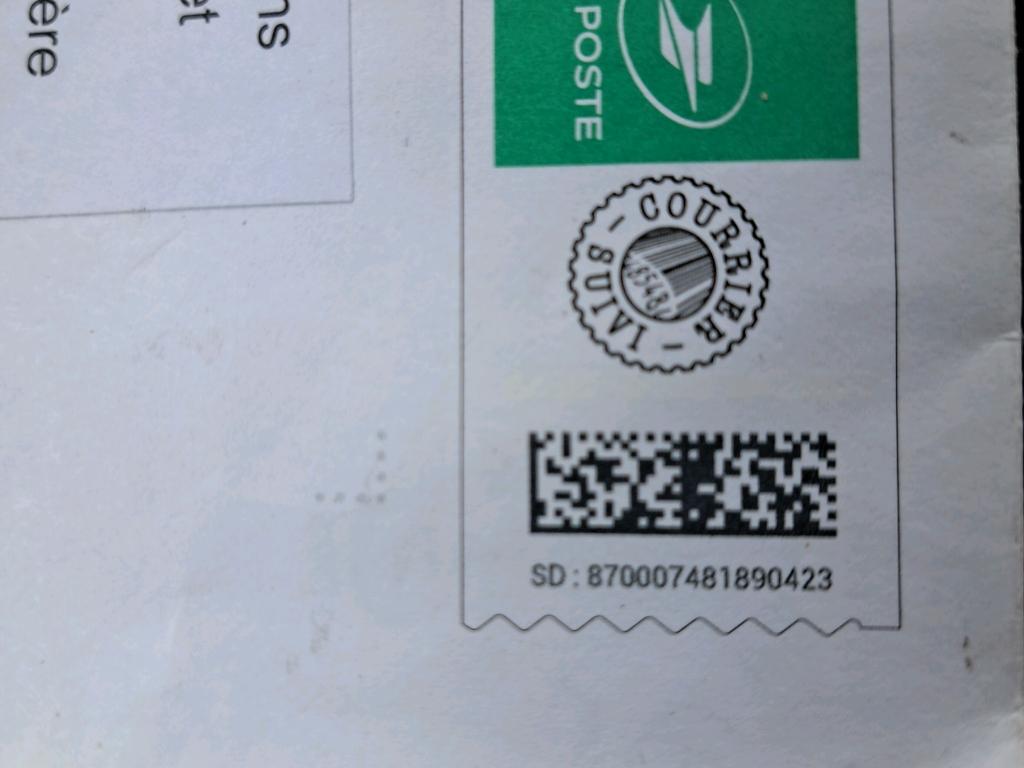 ns
et
ère
POSTE
COURRIER
SUIVI
SD : 870007481890423